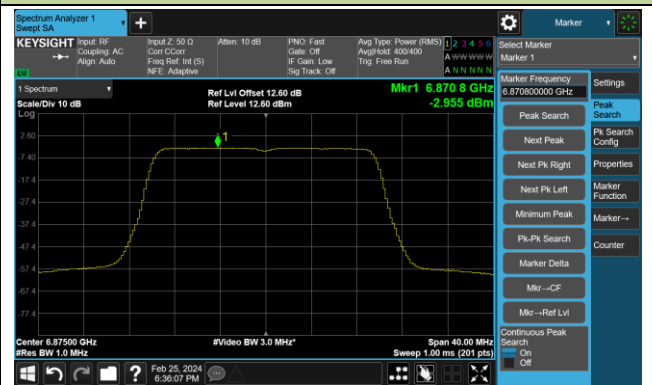 Spectrum Analyzer 1
Swept SA
Marker
KEYSIGHT
Input: RF
Coupling: AC
Align: Auto
Input Z: 50 Ω
Corr CCorr
Freq Ref: Int (S)
NFE: Adaptive
Atten: 10 dB
PNO: Fast
Gate: Off
IF Gain: Low
Sig Track: Off
Avg Type: Power (RMS)
Avg|Hold: 400/400
Trig: Free Run
1 2 3 4 5 6
A W W W W W
A N N N N N
LXI
Select Marker
Marker 1
1 Spectrum
Scale/Div 10 dB
Log
Ref Lvl Offset 12.60 dB
Ref Level 12.60 dBm
Mkr1 6.870 8 GHz
-2.955 dBm
1
2.60
-7.40
-17.4
-27.4
-37.4
-47.4
-57.4
-67.4
-77.4
Center 6.87500 GHz
#Res BW 1.0 MHz
#Video BW 3.0 MHz*
Span 40.00 MHz
Sweep 1.00 ms (201 pts)
Marker Frequency
6.870800000 GHz
Peak Search
Next Peak
Next Pk Right
Next Pk Left
Minimum Peak
Pk-Pk Search
Marker Delta
Mkr→CF
Mkr→Ref Lvl
Continuous Peak
Search
On
Off
Settings
Peak
Search
Pk Search
Config
Properties
Marker
Function
Marker→
Counter
Feb 25, 2024
6:36:07 PM